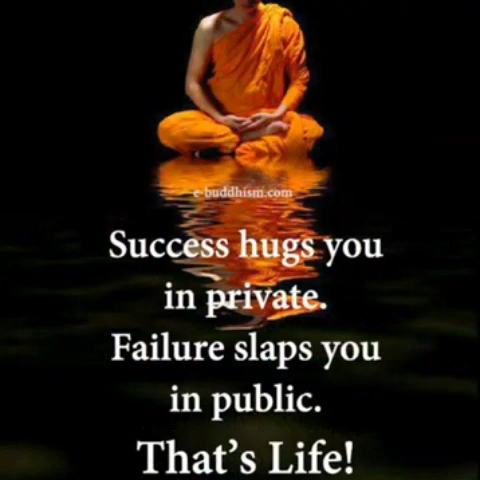 e-buddhism.com
Success hugs you
in private.
Failure slaps you
in public.
That's Life!